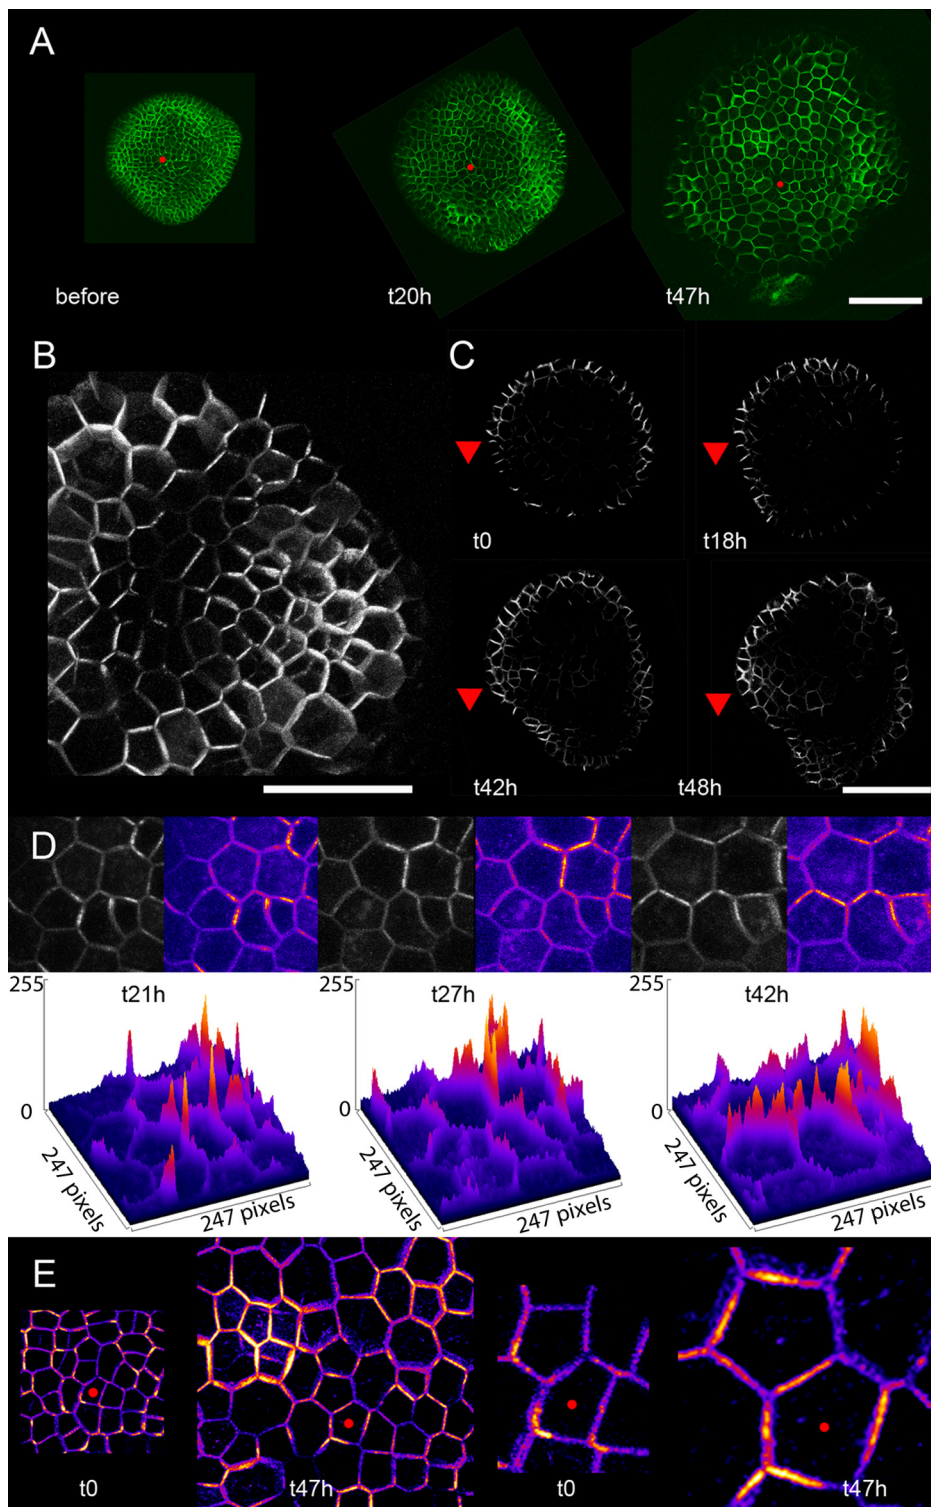 A
before
t20h
t47h
B
C
t0
t18h
t42h
t48h
D
255
t21h
255
t27h
255
t42h
0
0
0
247 pixels
247 pixels
247 pixels
247 pixels
247 pixels
247 pixels
E
t0
t47h
t0
t47h